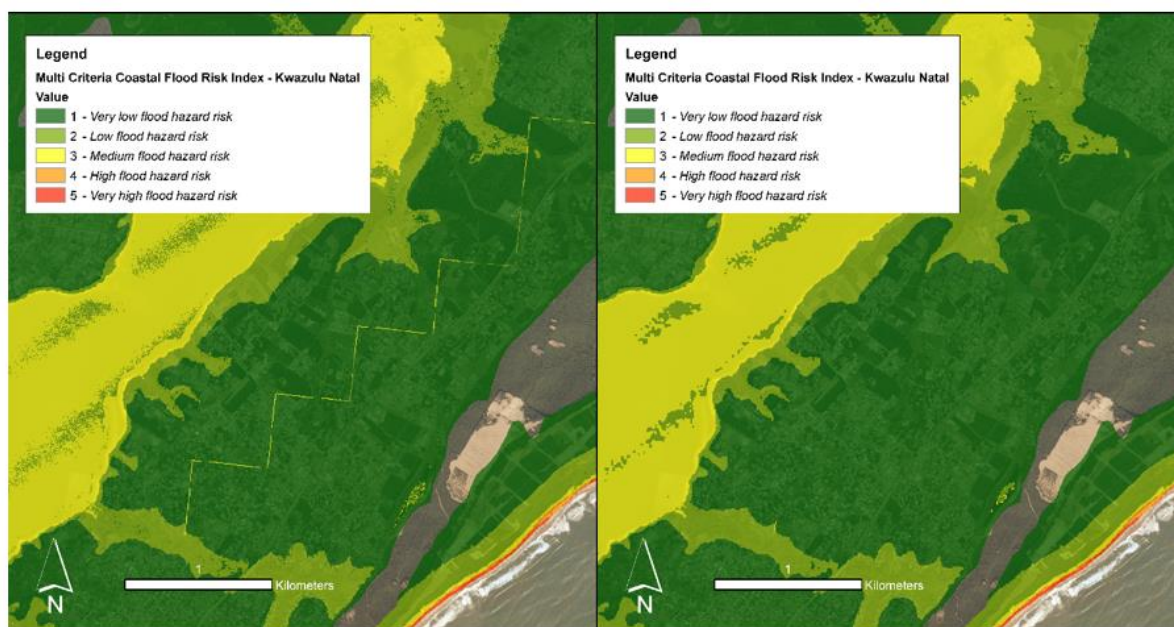 Legend
Multi Criteria Coastal Flood Risk Index - Kwazulu Natal
Value
1 - Very low flood hazard risk
2 - Low flood hazard risk
3 - Medium flood hazard risk
4 - High flood hazard risk
5 - Very high flood hazard risk
1
Kilometers
N
Legend
Multi Criteria Coastal Flood Risk Index - Kwazulu Natal
Value
1 - Very low flood hazard risk
2 - Low flood hazard risk
3 - Medium flood hazard risk
4 - High flood hazard risk
5 - Very high flood hazard risk
1
Kilometers
N